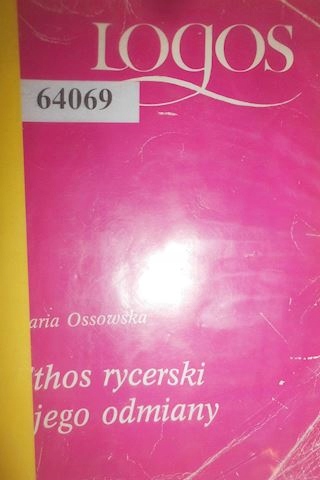 Logos
64069
aria Ossowska
thos rycerski
jego odmiany